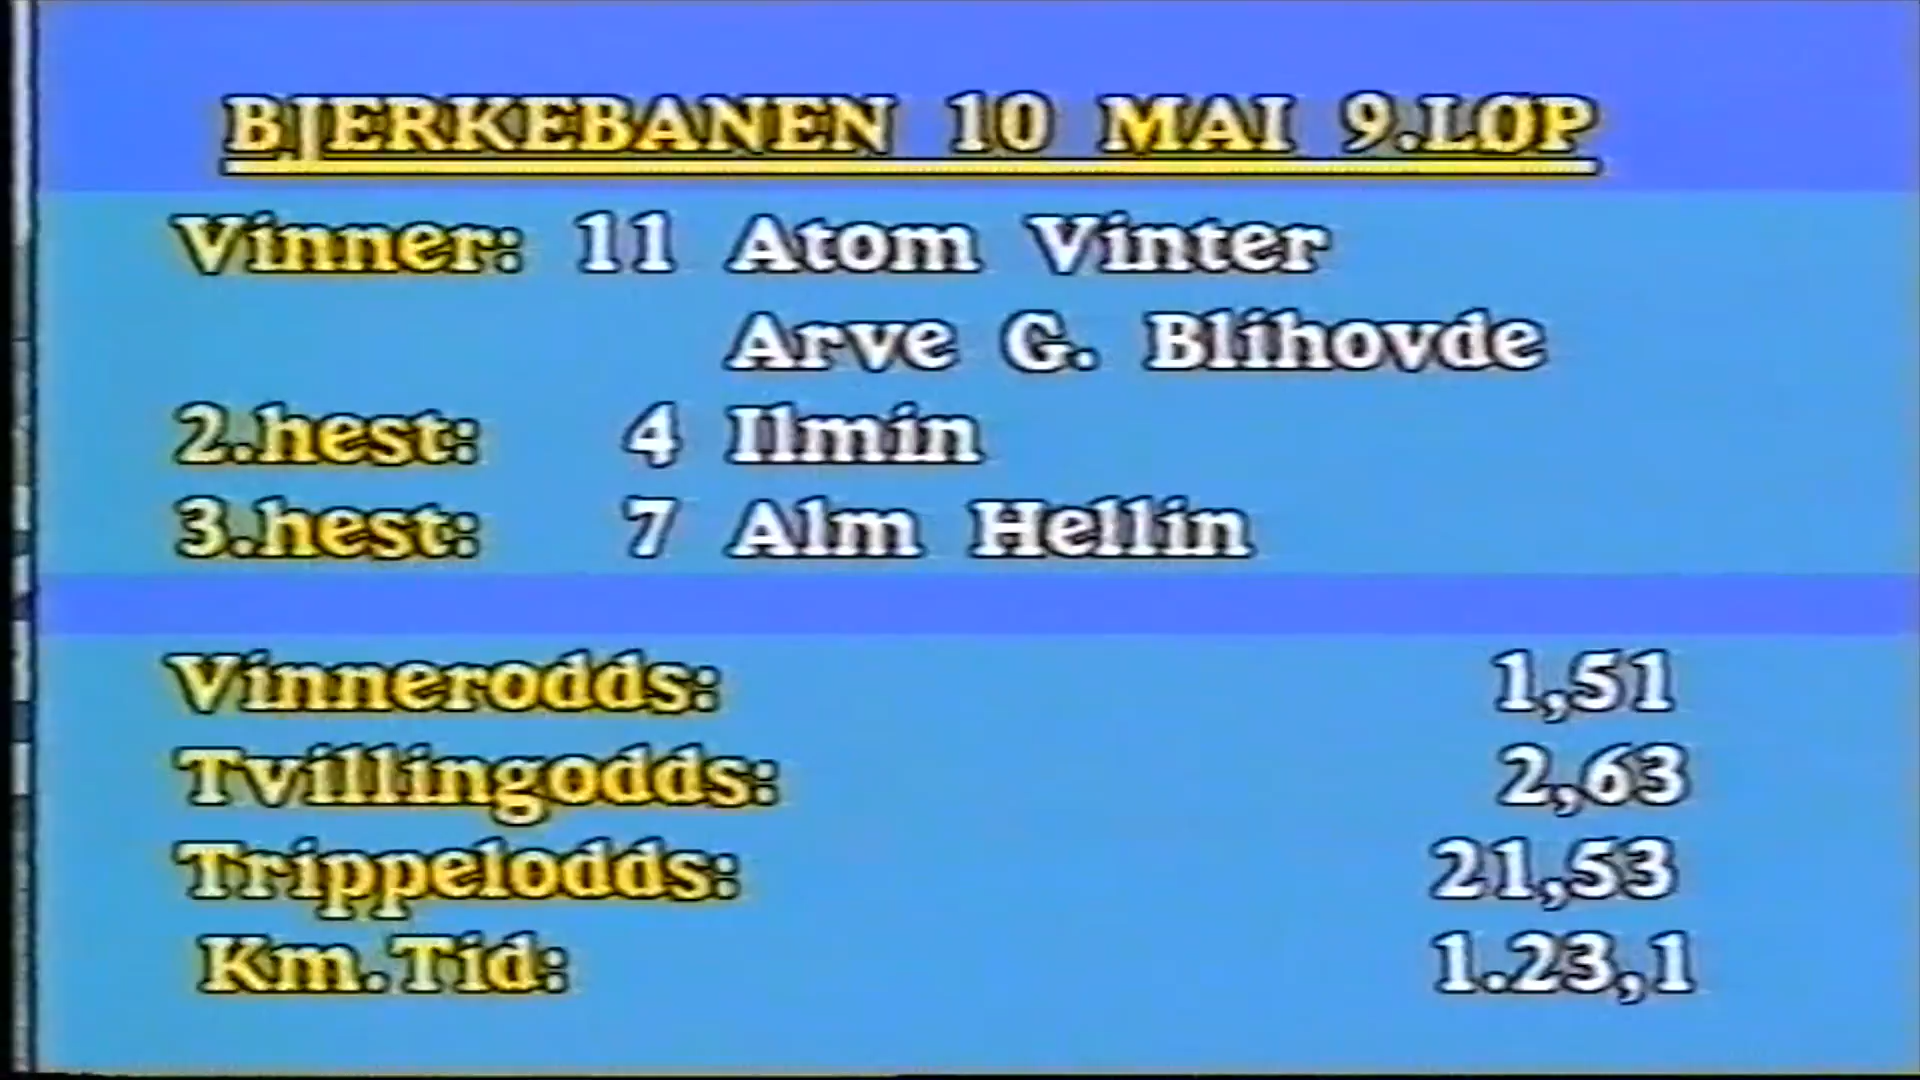 BJERKEBANEN 10 MAI 9.LØP
Vinner: 11 Atom Vinter
Arve G. Blihovde
2.hest: 4 Ilmin
3.hest: 7 Alm Hellin
Vinnerodds: 1,51
Tvillingodds: 2,63
Trippelodds: 21,53
Km.Tid: 1.23,1